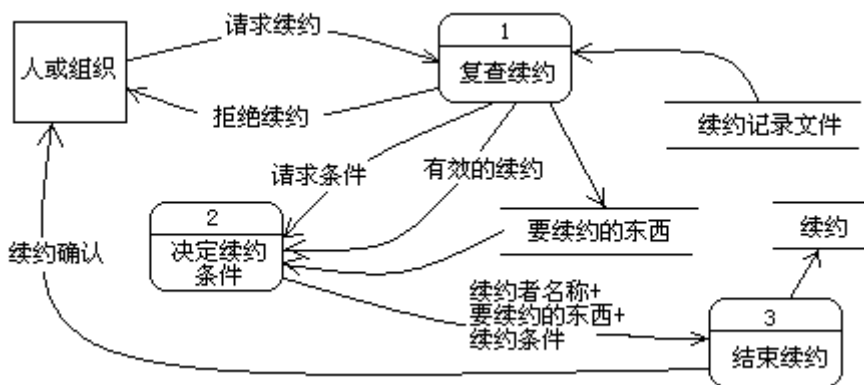 请求续约
1
复查续约
人或组织
拒绝续约
续约记录文件
请求条件
有效的续约
2
决定续约
条件
要续约的东西
续约
续约确认
续约者名称+
要续约的东西+
续约条件
3
结束续约